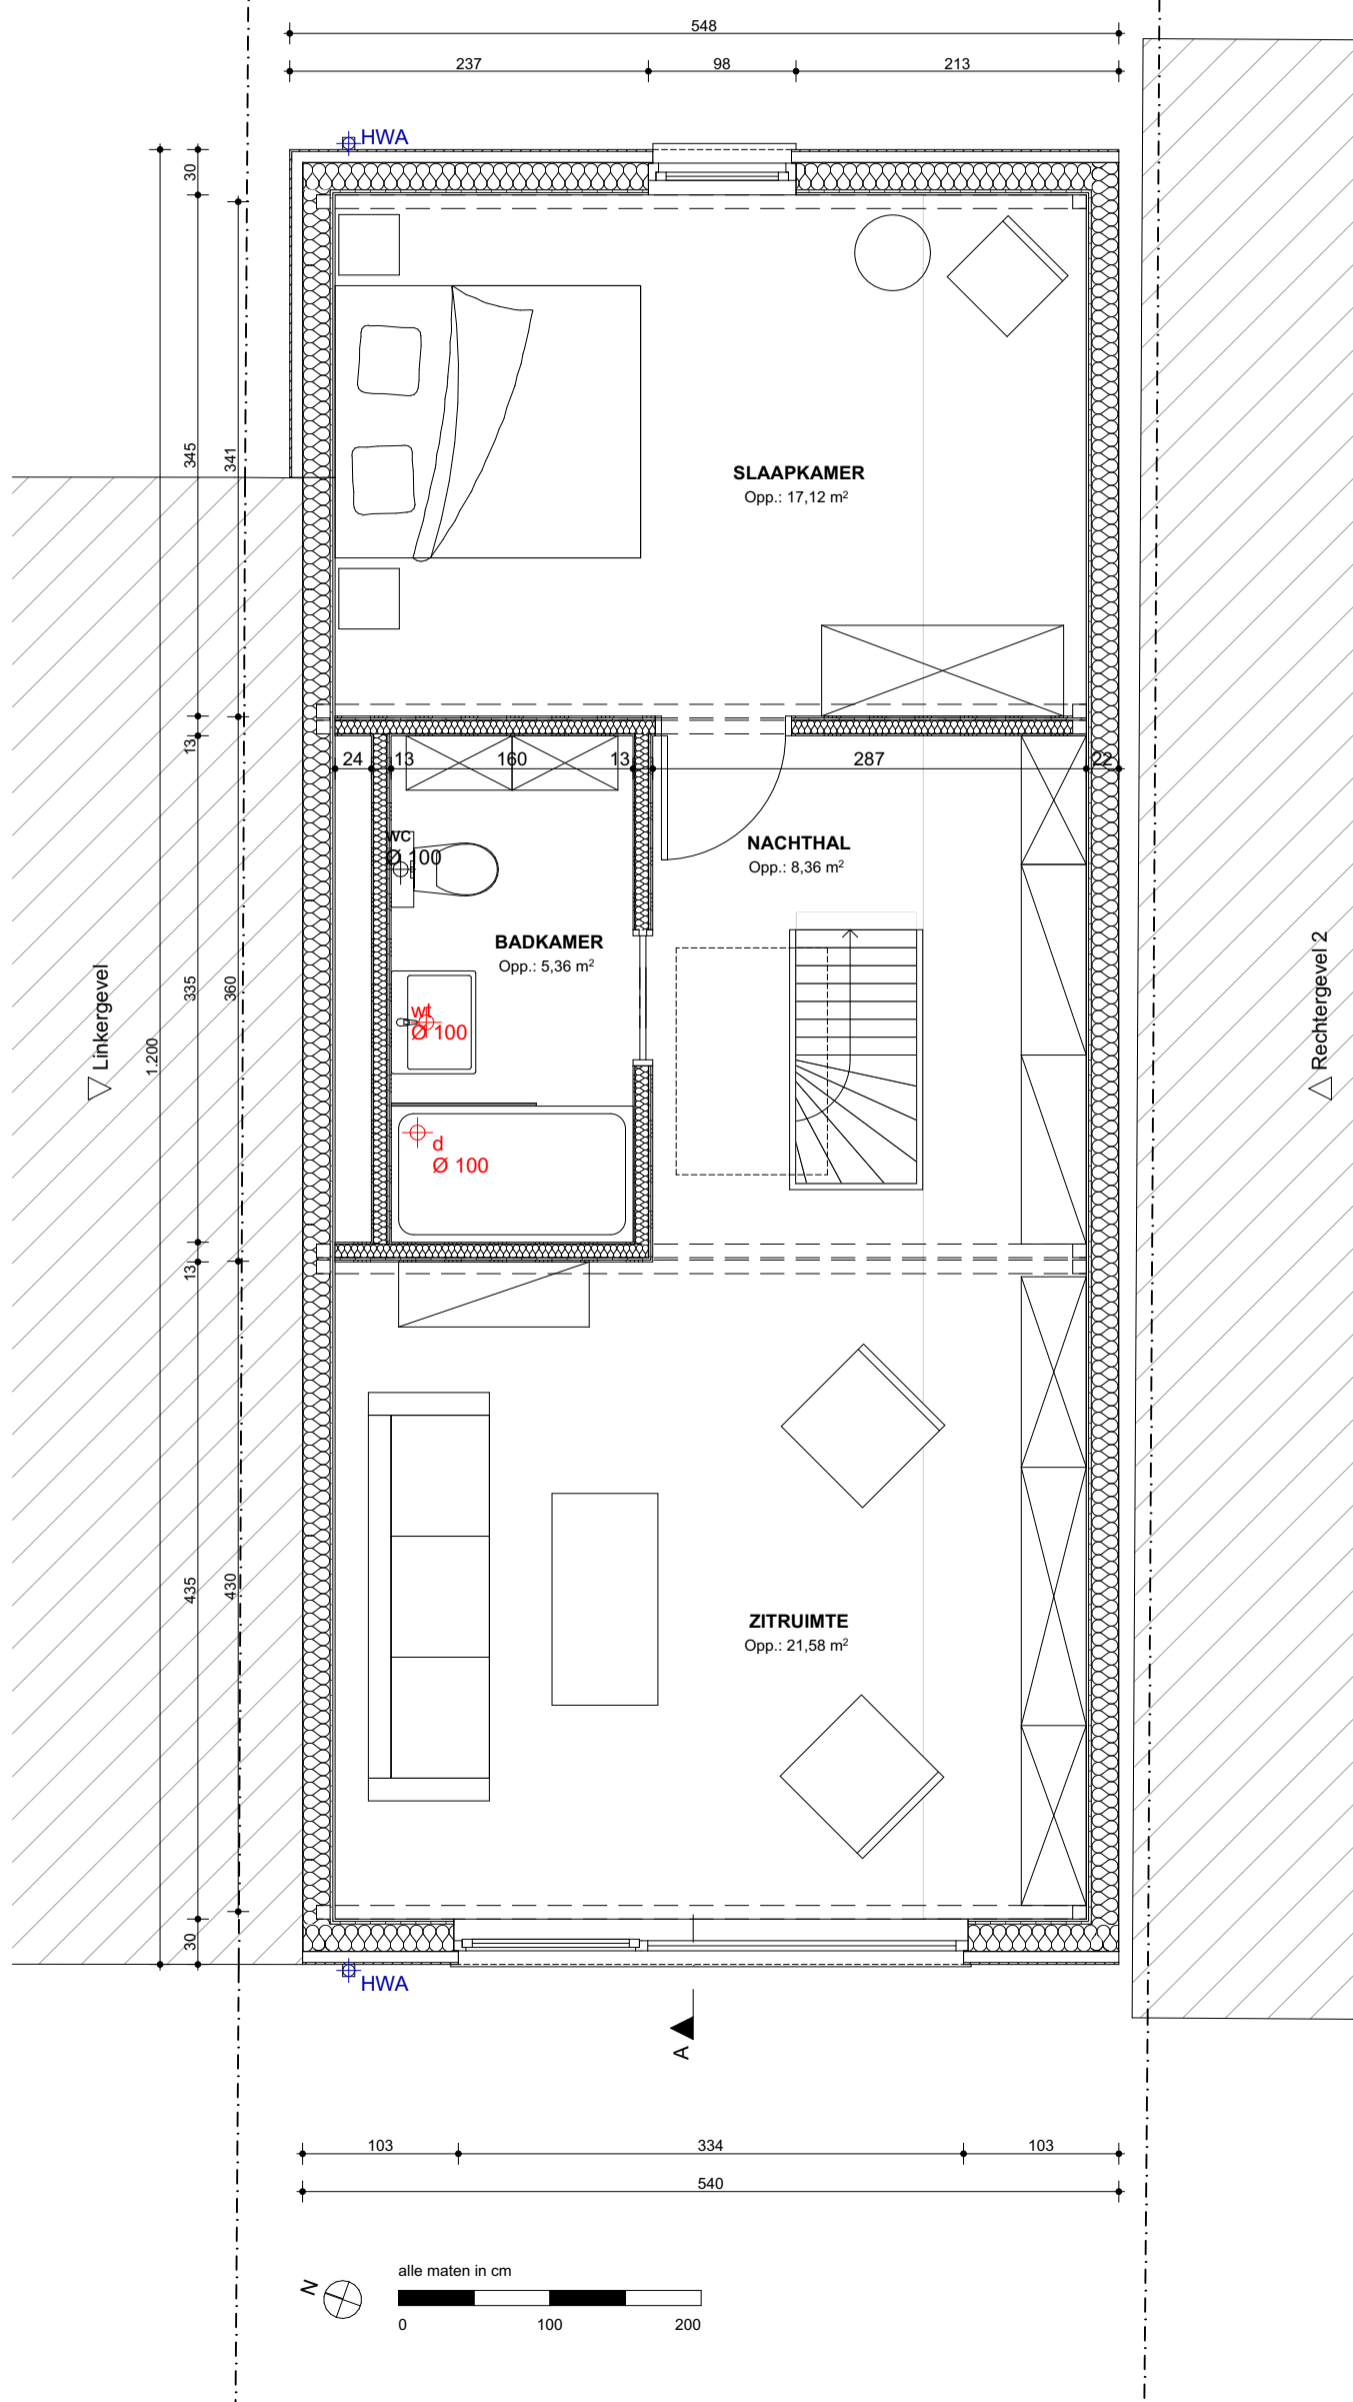 548
237 98 213
HWA
30
345
341
SLAAPKAMER
Opp.: 17,12 m²
13
24 13 160 13 287 22
NACHTHAL
Opp.: 8,36 m²
wc
Ø 100
BADKAMER
Opp.: 5,36 m²
wt
Ø 100
d
Ø 100
Linkergevel
1.200
335
360
Rechtergevel 2
13
435
430
ZITRUIMTE
Opp.: 21,58 m²
30
HWA
A
103 334 103
540
N
alle maten in cm
0 100 200